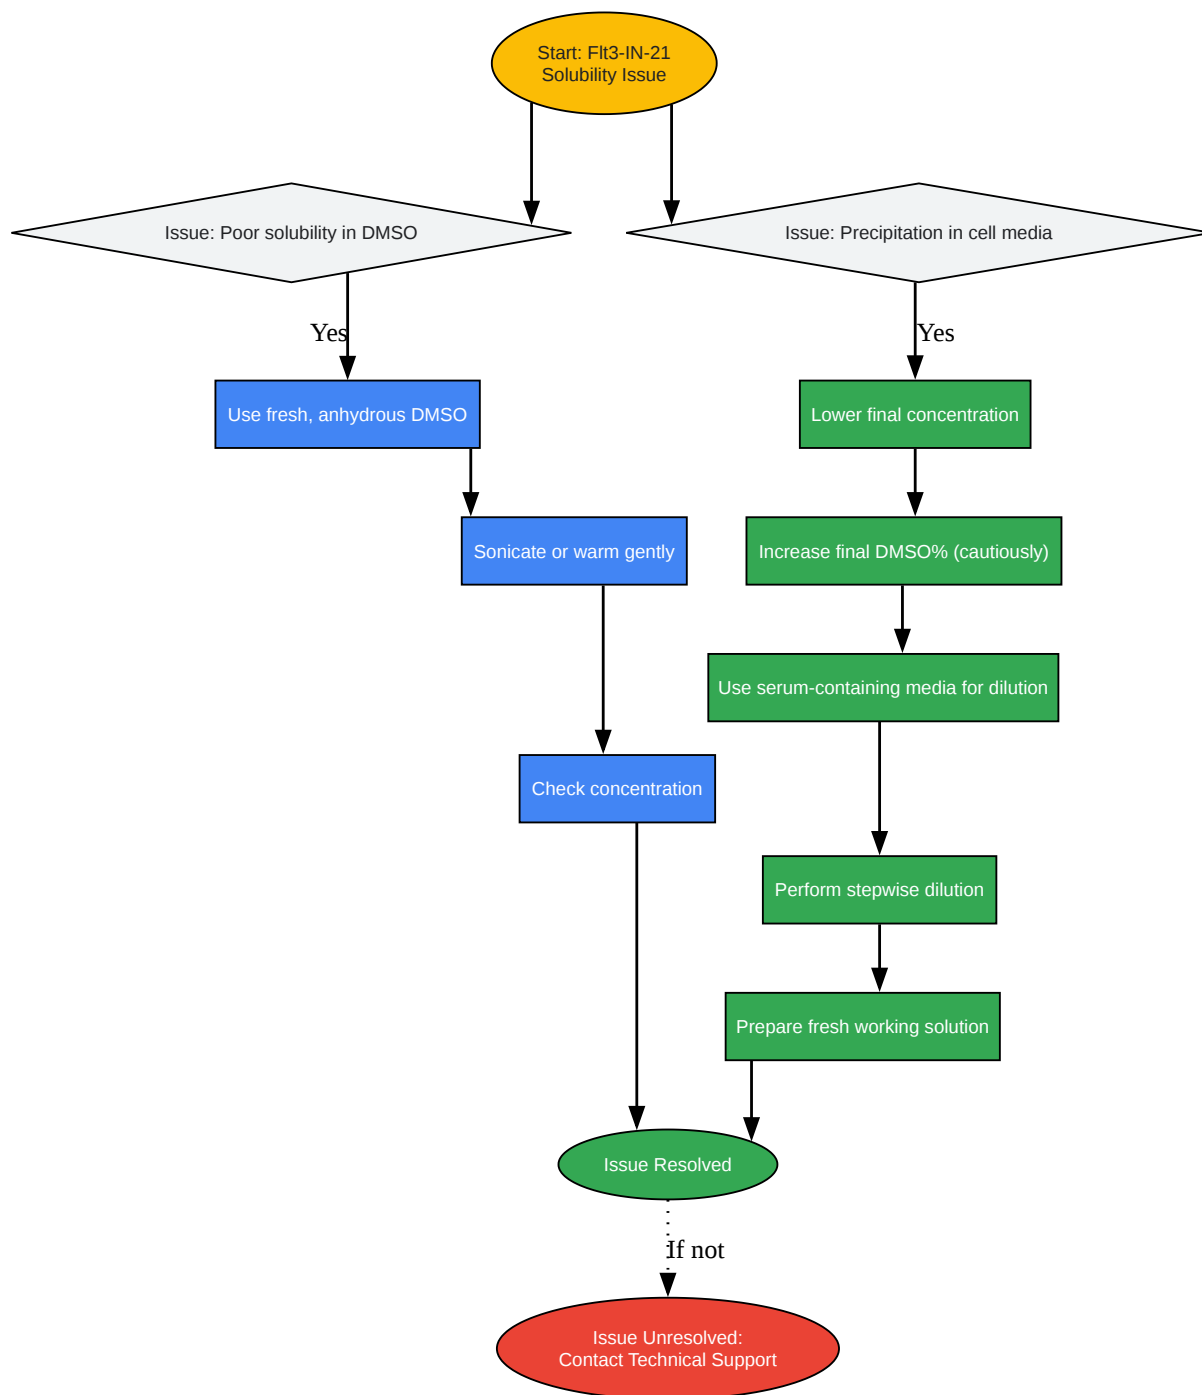 Start: Flt3-IN-21
Solubility Issue
Issue: Poor solubility in DMSO
Issue: Precipitation in cell media
Yes
Yes
Use fresh, anhydrous DMSO
Lower final concentration
Sonicate or warm gently
Increase final DMSO% (cautiously)
Use serum-containing media for dilution
Check concentration
Perform stepwise dilution
Prepare fresh working solution
Issue Resolved
If not
Issue Unresolved:
Contact Technical Support